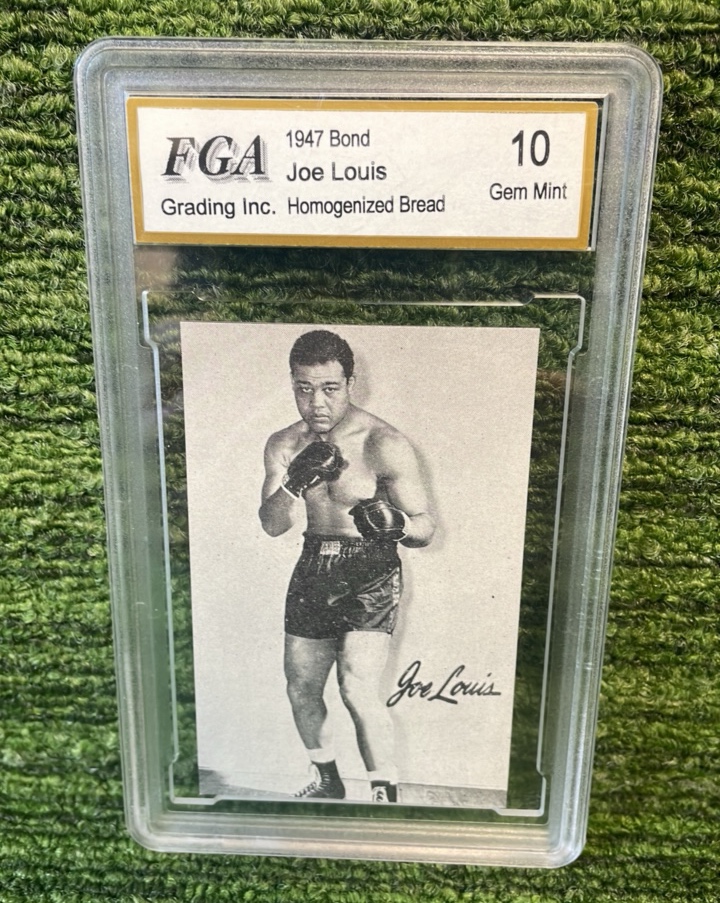 FGA
Grading Inc.
1947 Bond
Joe Louis
Homogenized Bread
10
Gem Mint
Joe Louis